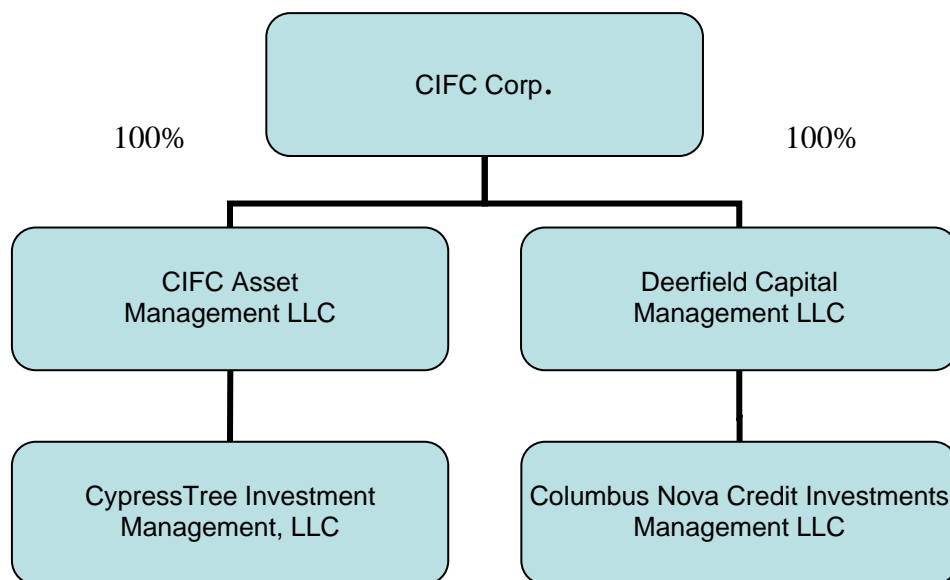 CIFC Corp.
100%
100%
CIFC Asset
Management LLC
Deerfield Capital
Management LLC
CypressTree Investment
Management, LLC
Columbus Nova Credit Investments
Management LLC